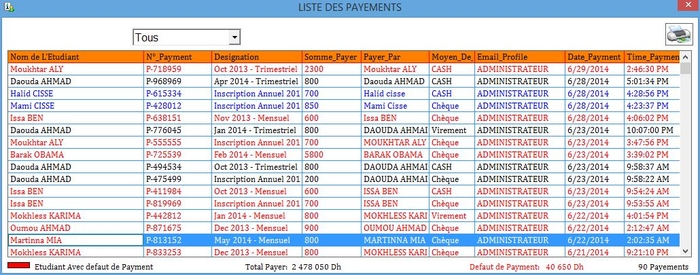 LISTE DES PAYEMENTS
Tous
Nom de L'Etudiant N°_Payment Designation Somme_Payer Payer_Par Moyen_De_ Email_Profile Date_Payment Time_Paymen
Moukhtar ALY P-718959 Oct 2013 - Trimestriel 2300 Moukhtar ALY CASH ADMINISTRATEUR 6/29/2014 2:46:30 PM
Daouda AHMAD P-968969 Apr 2014 - Trimestriel 800 Daouda AHMAD CASH ADMINISTRATEUR 6/28/2014 5:01:34 PM
Halid CISSE P-615334 Inscription Annuel 201 700 Halid CISSE CASH ADMINISTRATEUR 6/28/2014 4:28:56 PM
Mami CISSE P-428012 Inscription Annuel 201 850 Mami Cisse Chèque ADMINISTRATEUR 6/28/2014 4:23:37 PM
Issa BEN P-638151 Nov 2013 - Mensuel 600 Issa BEN Chèque ADMINISTRATEUR 6/28/2014 4:06:02 PM
Daouda AHMAD P-776045 Jan 2014 - Trimestriel 800 DAOUDA AHMAI Virement ADMINISTRATEUR 6/23/2014 10:07:00 PM
Moukhtar ALY P-555555 Inscription Annuel 201 700 Moukhtar ALY Chèque ADMINISTRATEUR 6/23/2014 3:47:56 PM
Barak OBAMA P-725539 Feb 2014 - Mensuel 5800 BARAK OBAMA Chèque ADMINISTRATEUR 6/23/2014 3:39:02 PM
Daouda AHMAD P-494534 Oct 2013 - Trimestriel 800 DAOUDA AHMAI Chèque ADMINISTRATEUR 6/23/2014 9:58:37 AM
Daouda AHMAD P-475499 Inscription Annuel 201 200 DAOUDA AHMAI Chèque ADMINISTRATEUR 6/23/2014 9:58:22 AM
Issa BEN P-411984 Oct 2013 - Mensuel 600 ISSA BEN CASH ADMINISTRATEUR 6/23/2014 9:54:24 AM
Issa BEN P-819969 Inscription Annuel 201 700 ISSA BEN Chèque ADMINISTRATEUR 6/23/2014 9:53:55 AM
Mokhless KARIMA P-442812 Jan 2014 - Mensuel 900 MOKHLESS KARI Virement ADMINISTRATEUR 6/22/2014 4:01:54 PM
Oumou AHMAD P-871675 Dec 2013 - Mensuel 900 OUMOU AHMAD Chèque ADMINISTRATEUR 6/22/2014 2:12:47 AM
Martinna MIA P-813152 May 2014 - Mensuel 800 MARTINNA MIA Chèque ADMINISTRATEUR 6/22/2014 2:02:35 AM
Mokhless KARIMA P-833253 Dec 2013 - Mensuel 900 MOKHLESS KARI Chèque ADMINISTRATEUR 6/21/2014 8:21:10 PM
Etudiant Avec defaut de Payment Total Payer: 2 478 050 Dh Defaut de Payment: 40 650 Dh 90 Payements